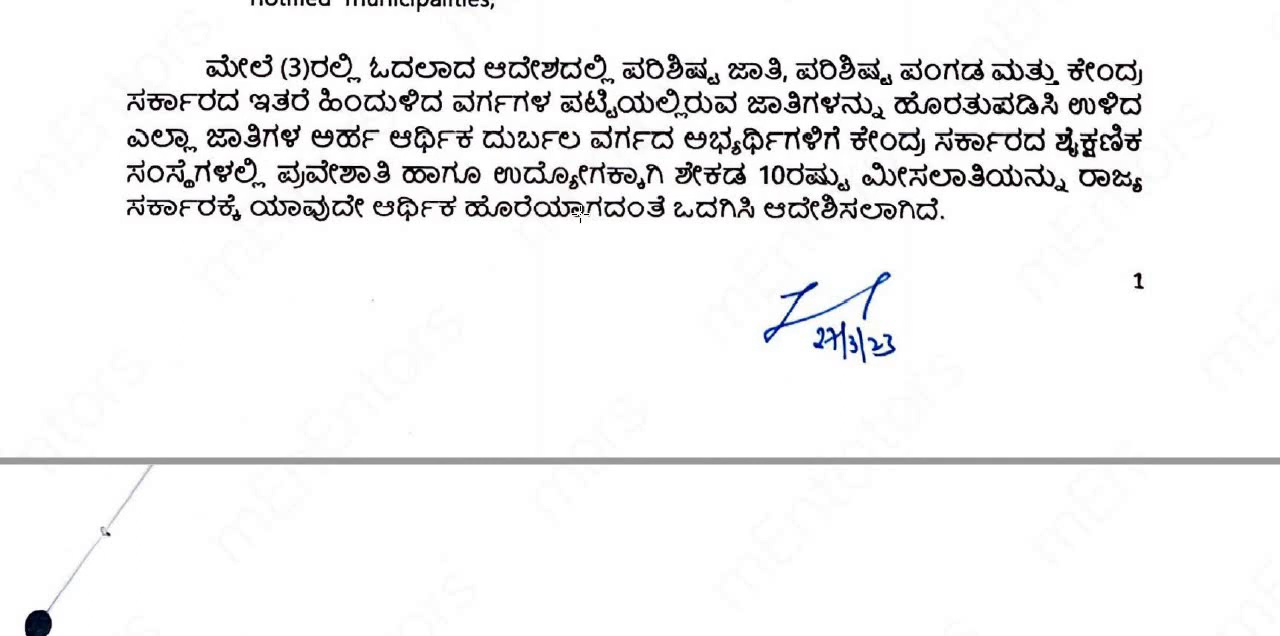 notified municipalities;
ಮೇಲೆ (3)ರಲ್ಲಿ ಓದಲಾದ ಆದೇಶದಲ್ಲಿ ಪರಿಶಿಷ್ಟ ಜಾತಿ, ಪರಿಶಿಷ್ಟ ಪಂಗಡ ಮತ್ತು ಕೇಂದ್ರ
ಸರ್ಕಾರದ ಇತರೆ ಹಿಂದುಳಿದ ವರ್ಗಗಳ ಪಟ್ಟಿಯಲ್ಲಿರುವ ಜಾತಿಗಳನ್ನು ಹೊರತುಪಡಿಸಿ ಉಳಿದ
ಎಲ್ಲಾ ಜಾತಿಗಳ ಅರ್ಹ ಆರ್ಥಿಕ ದುರ್ಬಲ ವರ್ಗದ ಅಭ್ಯರ್ಥಿಗಳಿಗೆ ಕೇಂದ್ರ ಸರ್ಕಾರದ ಶೈಕ್ಷಣಿಕ
ಸಂಸ್ಥೆಗಳಲ್ಲಿ ಪ್ರವೇಶಾತಿ ಹಾಗೂ ಉದ್ಯೋಗಕ್ಕಾಗಿ ಶೇಕಡ 10ರಷ್ಟು ಮೀಸಲಾತಿಯನ್ನು ರಾಜ್ಯ
ಸರ್ಕಾರಕ್ಕೆ ಯಾವುದೇ ಆರ್ಥಿಕ ಹೊರೆಯಾಗದಂತೆ ಒದಗಿಸಿ ಆದೇಶಿಸಲಾಗಿದೆ.
1
27/3/23
mEntors